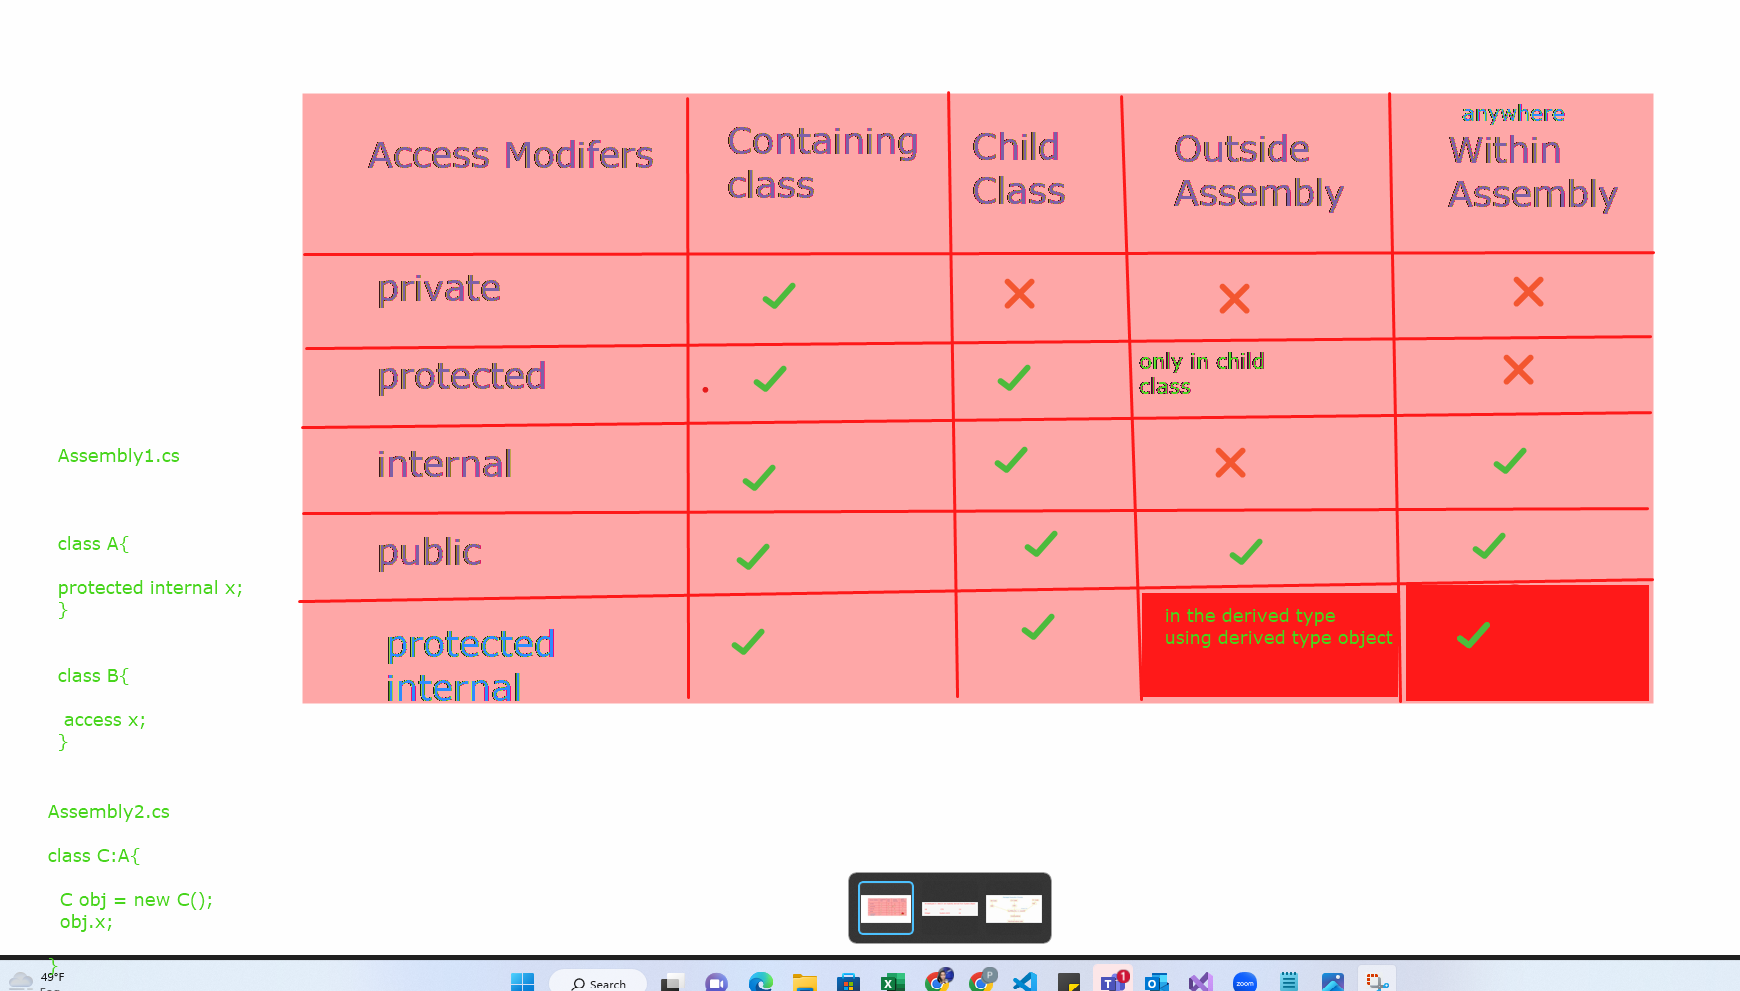 anywhere
Access Modifers
Containing
class
Child
Class
Outside
Assembly
Within
Assembly
private
protected
only in child
class
internal
public
protected
internal
in the derived type
using derived type object
Assembly1.cs
class A{
protected internal x;
}
class B{
access x;
}
Assembly2.cs
class C:A{
C obj = new C();
obj.x;
}
49°F
Search
P
1
zoom